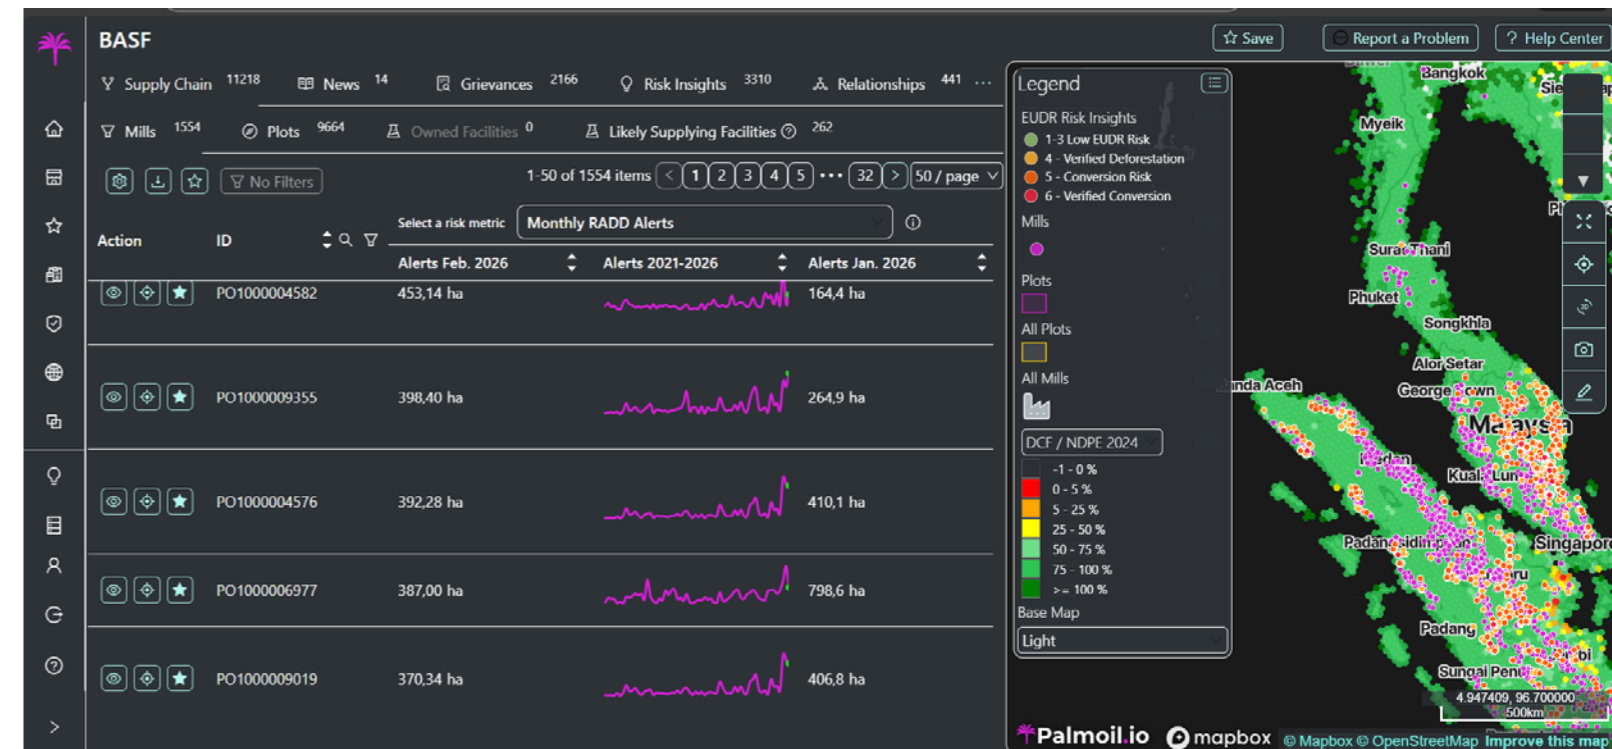 BASF
Save
Report a Problem
? Help Center
Supply Chain 11218
News 14
Grievances 2166
Risk Insights 3310
Relationships 441 ...
Mills 1554
Plots 9664
Owned Facilities 0
Likely Supplying Facilities 262
No Filters
1-50 of 1554 items < 1 2 3 4 5 ••• 32 > 50 / page
Action
ID
Select a risk metric
Monthly RADD Alerts
Alerts Feb. 2026
Alerts 2021-2026
Alerts Jan. 2026
PO1000004582 453,14 ha 164,4 ha
PO1000009355 398,40 ha 264,9 ha
PO1000004576 392,28 ha 410,1 ha
PO1000006977 387,00 ha 798,6 ha
PO1000009019 370,34 ha 406,8 ha
Legend
EUDR Risk Insights
1-3 Low EUDR Risk
4 - Verified Deforestation
5 - Conversion Risk
6 - Verified Conversion
Mills
Plots
All Plots
All Mills
DCF / NDPE 2024
-1 - 0 %
0 - 5 %
5 - 25 %
25 - 50 %
50 - 75 %
75 - 100 %
>= 100 %
Base Map
Light
Bangkok
Myeik
Surat Thani
Phuket
Songkhla
Alor Setar
George Town
Malaysia
Medan
Singapore
Padang
4.947409, 96.700000
500km
Palmoil.io
mapbox
© Mapbox © OpenStreetMap Improve this map